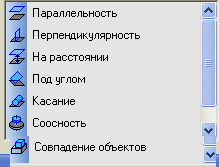 Параллельность
Перпендикулярность
На расстоянии
Под углом
Касание
Соосность
Совпадение объектов